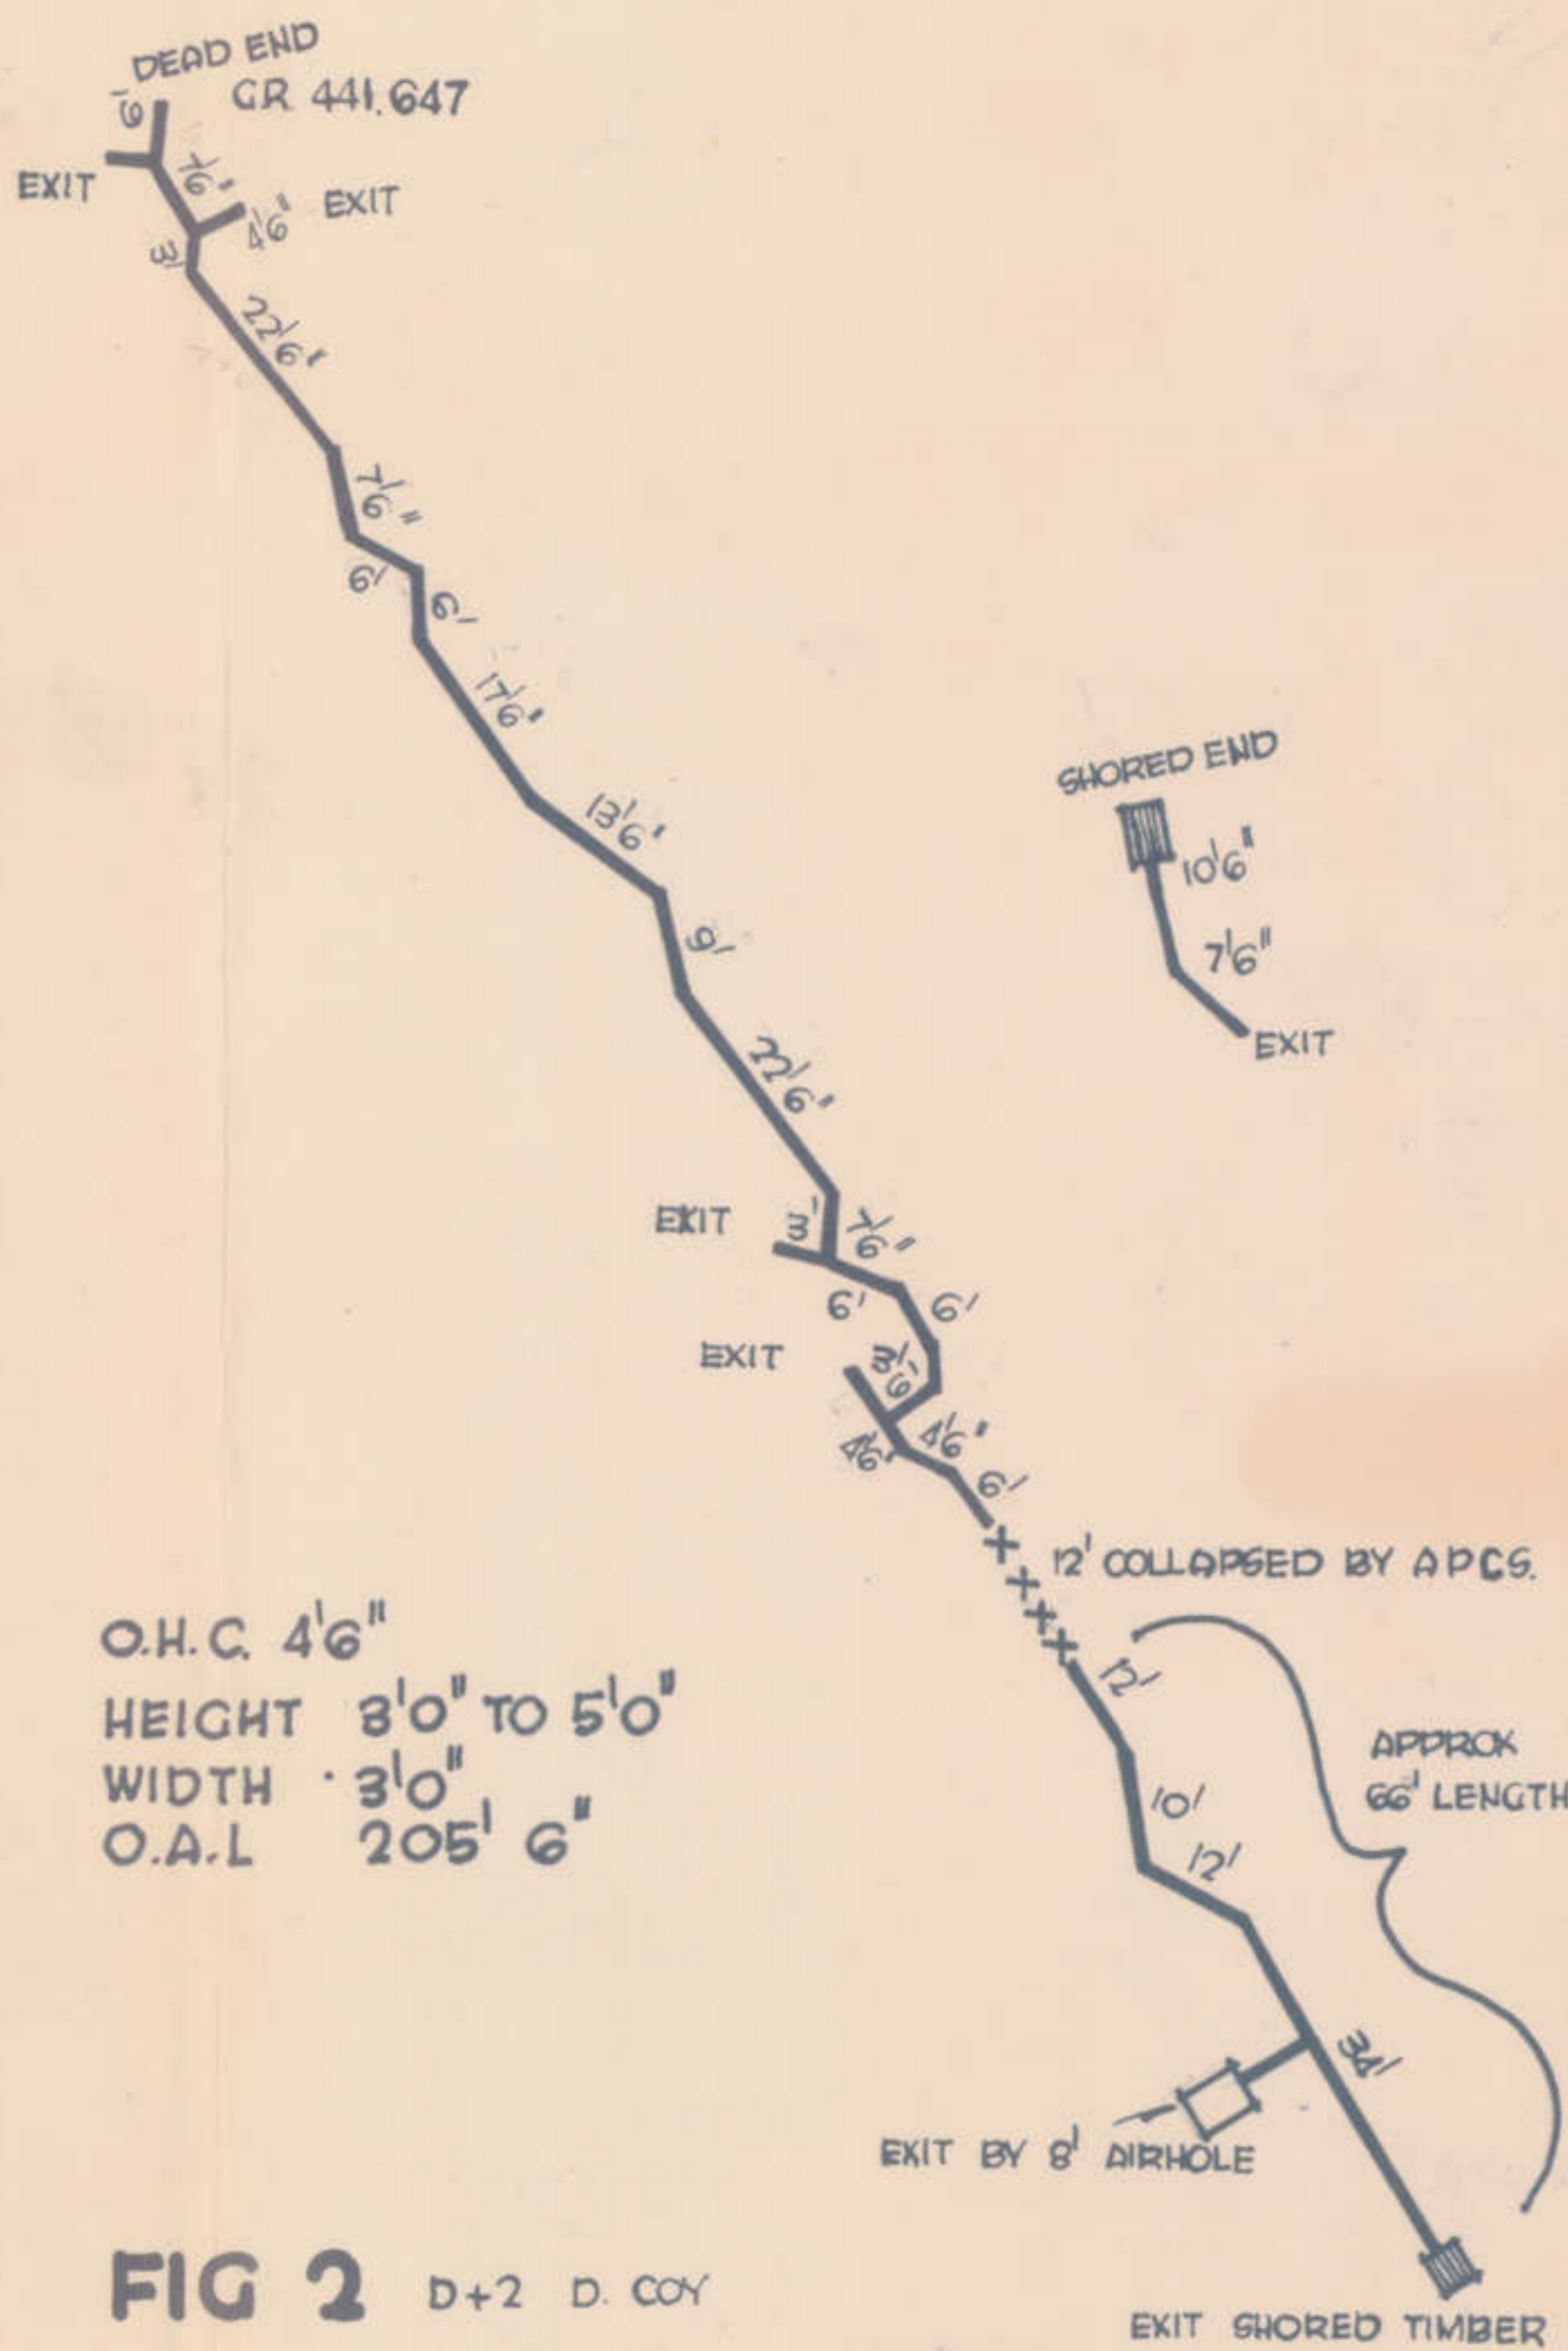 DEAD END
GR 441.647
6'
EXIT
7'6"
4'6"
EXIT
3'
22'6"
7'6"
6'
6'
17'6"
SHORED END
10'6"
7'6"
EXIT
13'6"
9'
22'6"
EXIT
3'
7'6"
6'
6'
EXIT
3'
6'
4'6"
4'6"
6'
12' COLLAPSED BY APCS.
12'
APPROX
66' LENGTH
10'
12'
34'
O.H.C. 4'6"
HEIGHT 3'0" TO 5'0"
WIDTH 3'0"
O.A.L 205' 6"
EXIT BY 8' AIRHOLE
FIG 2 D+2 D. COY
EXIT SHORED TIMBER